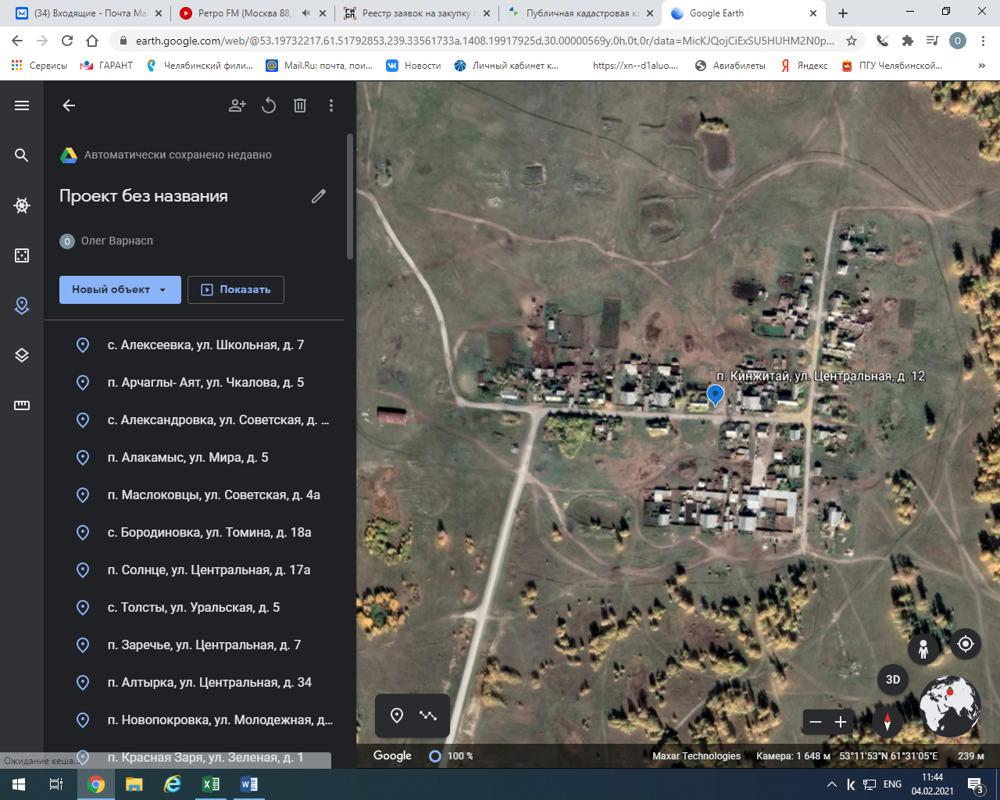 (34) Входящие - Почта Ma
Ретро FM (Москва 88,3
Реестр заявок на закупку т
Публичная кадастровая ка
Google Earth
earth.google.com/web/@53.19732217,61.51792853,239.33561733a,1408.19917925d,30.00000569y,0h,0t,0r/data=MicKJQojCiExSU5HUHM2N0p...
O
Сервисы
ГАРАНТ
Челябинский фили...
Mail.Ru: почта, пои...
Новости
Личный кабинет к...
https://xn--d1aluo....
Авиабилеты
Яндекс
ПГУ Челябинской...
»
Автоматически сохранено недавно
Проект без названия
O Олег Варнасп
Новый объект
Показать
с. Алексеевка, ул. Школьная, д. 7
п. Арчаглы- Аят, ул. Чкалова, д. 5
с. Александровка, ул. Советская, д. ...
п. Алакамыс, ул. Мира, д. 5
п. Маслоковцы, ул. Советская, д. 4а
с. Бородиновка, ул. Томина, д. 18а
п. Солнце, ул. Центральная, д. 17а
с. Толсты, ул. Уральская, д. 5
п. Заречье, ул. Центральная, д. 7
п. Алтырка, ул. Центральная, д. 34
п. Новопокровка, ул. Молодежная, д...
п. Красная Заря, ул. Зеленая, д. 1
Ожидание кеша...
п. Кинжитай, ул. Центральная, д. 12
3D
Google
100 %
Maxar Technologies
Камера: 1 648 м
53°11'53"N 61°31'05"E
239 м
ENG
11:44
04.02.2021
3